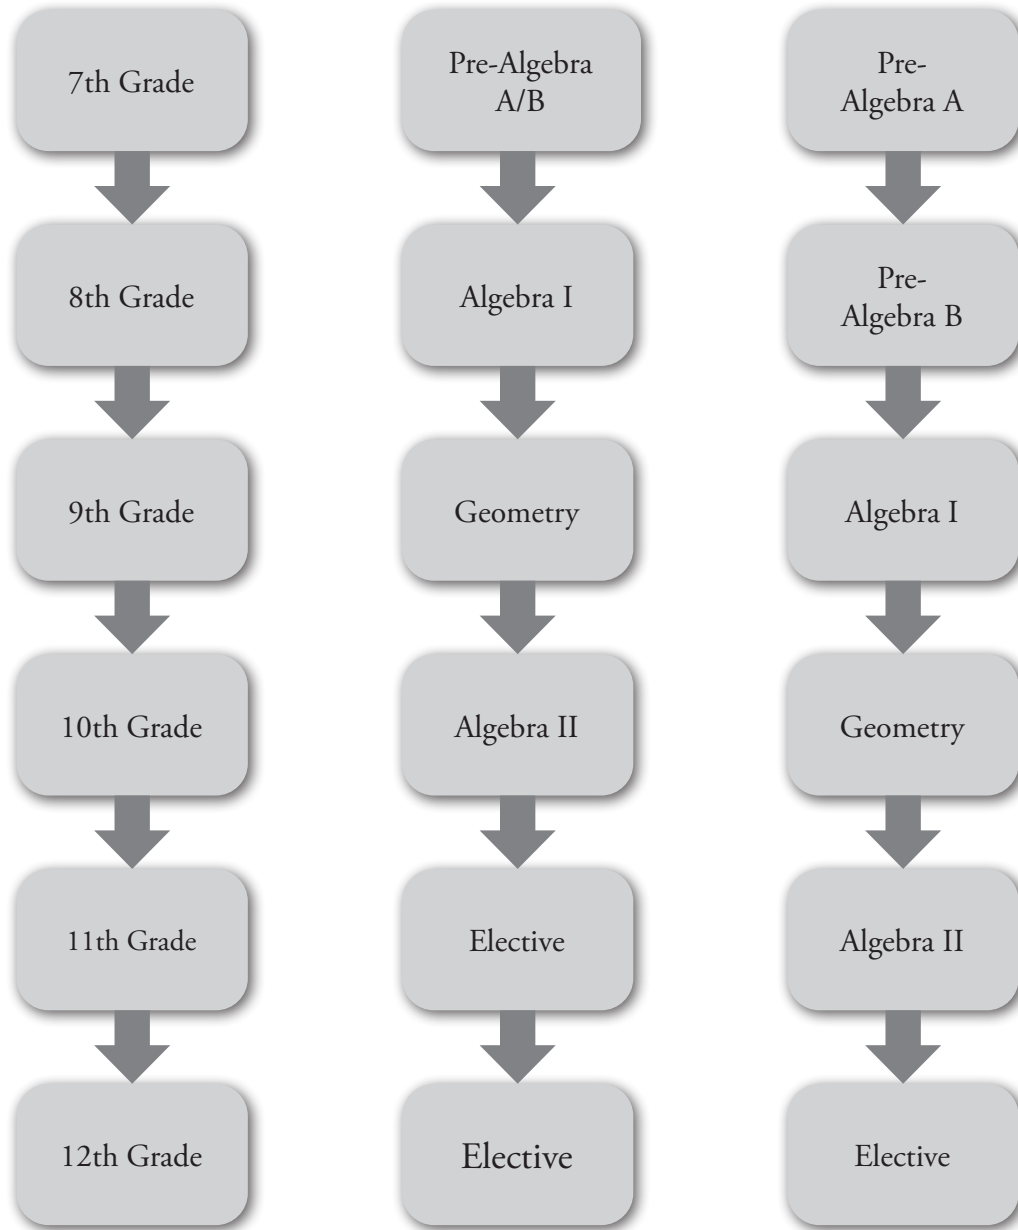 7th Grade
Pre-Algebra
A/B
Pre-
Algebra A
8th Grade
Algebra I
Pre-
Algebra B
9th Grade
Geometry
Algebra I
10th Grade
Algebra II
Geometry
11th Grade
Elective
Algebra II
12th Grade
Elective
Elective